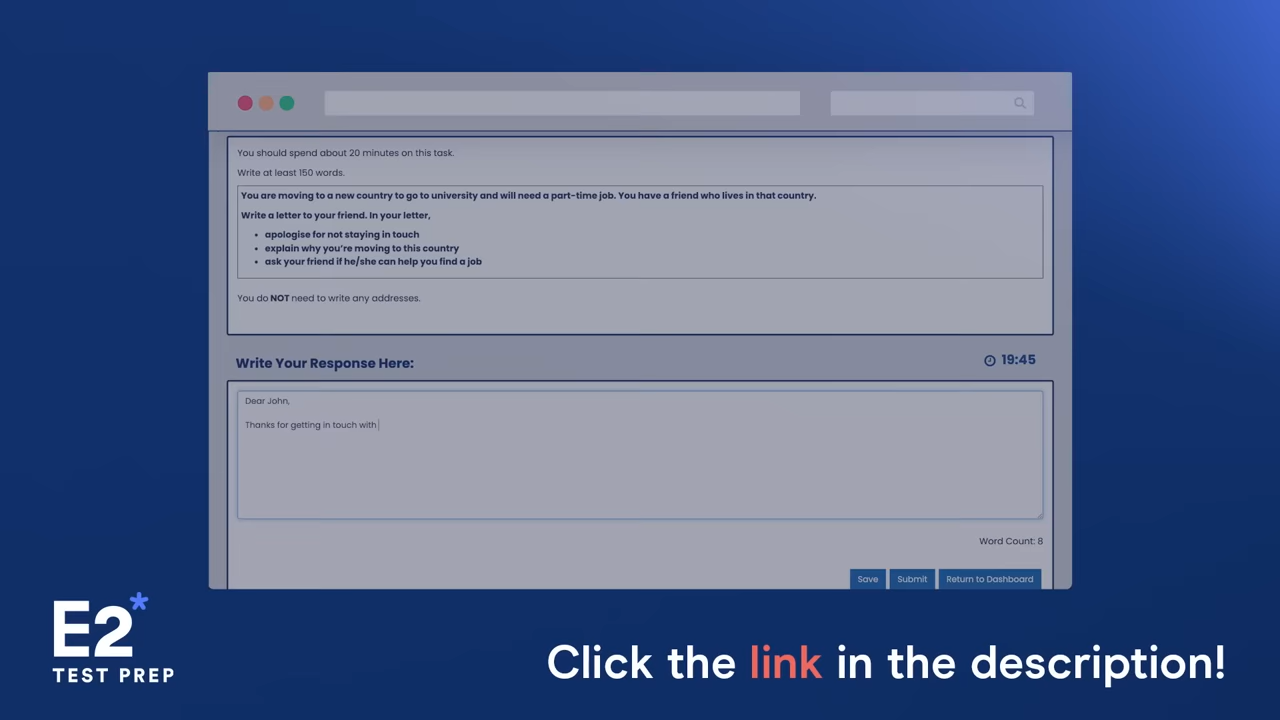 You should spend about 20 minutes on this task.
Write at least 150 words.
You are moving to a new country to go to university and will need a part-time job. You have a friend who lives in that country.
Write a letter to your friend. In your letter,
• apologise for not staying in touch
• explain why you're moving to this country
• ask your friend if he/she can help you find a job
You do NOT need to write any addresses.
Write Your Response Here:
19:45
Dear John,
Thanks for getting in touch with
Word Count: 8
Save Submit Return to Dashboard
E2*
TEST PREP
Click the link in the description!